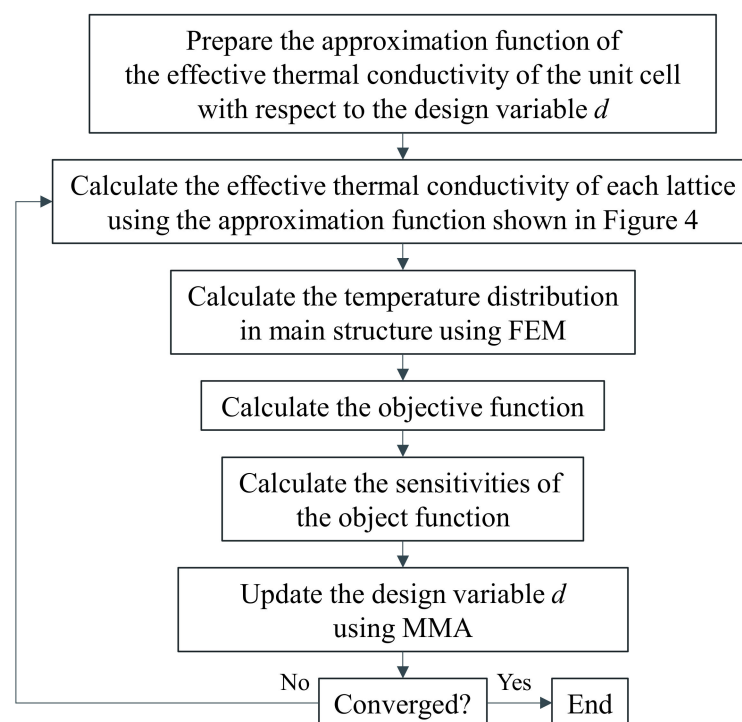 Prepare the approximation function of
the effective thermal conductivity of the unit cell
with respect to the design variable d
Calculate the effective thermal conductivity of each lattice
using the approximation function shown in Figure 4
Calculate the temperature distribution
in main structure using FEM
Calculate the objective function
Calculate the sensitivities of
the object function
Update the design variable d
using MMA
No
Converged?
Yes
End